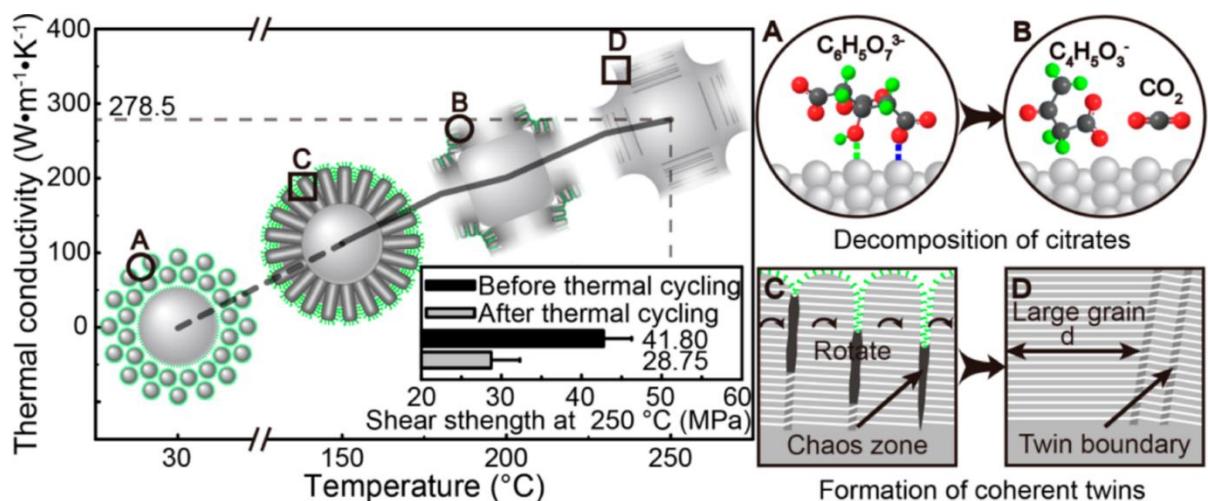 Thermal conductivity (W•m⁻¹•K⁻¹)
400
300
278.5
200
100
0
30
150
200
250
Temperature (°C)
A
C
B
D
Before thermal cycling
After thermal cycling
41.80
28.75
20 30 40 50 60
Shear sthength at 250 °C (MPa)
A
C₆H₅O₇³⁻
B
C₄H₅O₃⁻
CO₂
Decomposition of citrates
C
Rotate
Chaos zone
D
Large grain
d
Twin boundary
Formation of coherent twins